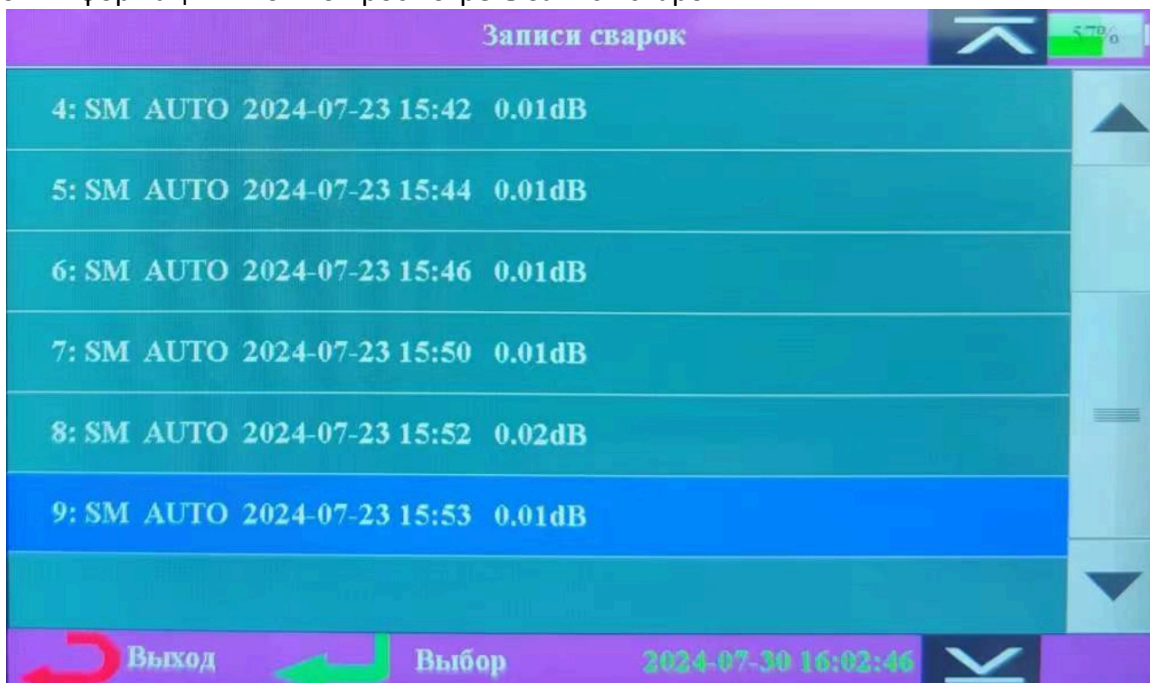 Записи сварок
57%
4: SM AUTO 2024-07-23 15:42 0.01dB
5: SM AUTO 2024-07-23 15:44 0.01dB
6: SM AUTO 2024-07-23 15:46 0.01dB
7: SM AUTO 2024-07-23 15:50 0.01dB
8: SM AUTO 2024-07-23 15:52 0.02dB
9: SM AUTO 2024-07-23 15:53 0.01dB
Выход Выбор 2024-07-30 16:02:46